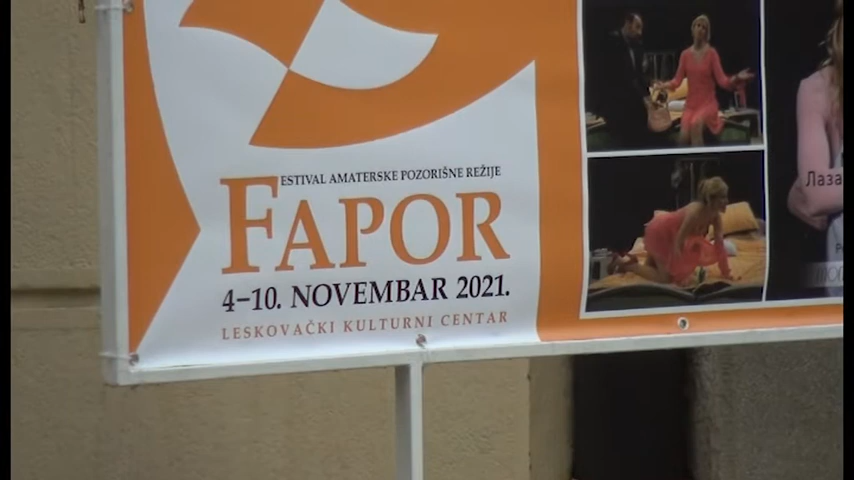 FESTIVAL AMATERSKE POZORIŠNE REŽIJE
FAPOR
4–10. NOVEMBAR 2021.
LESKOVAČKI KULTURNI CENTAR
Лаза